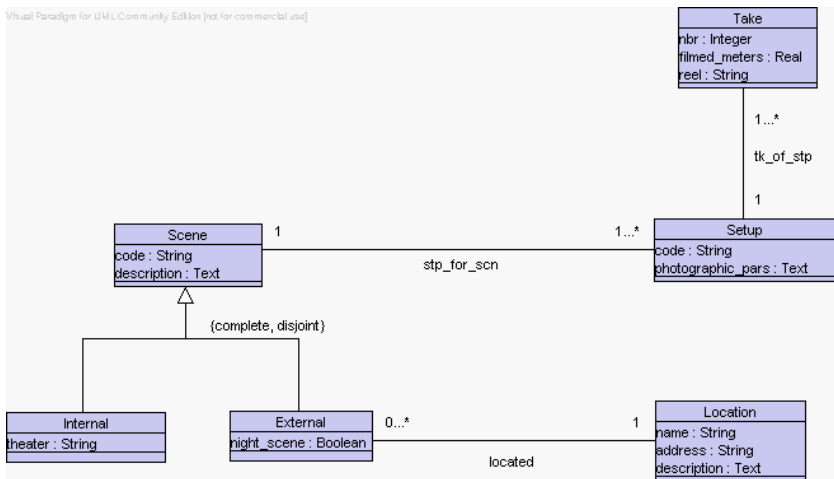 Visual Paradigm for UML Community Edition [not for commercial use]
Take
nbr : Integer
filmed_meters : Real
reel : String
1...*
tk_of_stp
1
Scene
code : String
description : Text
1
1...*
stp_for_scn
Setup
code : String
photographic_pars : Text
{complete, disjoint}
Internal
theater : String
External
night_scene : Boolean
0...*
1
located
Location
name : String
address : String
description : Text